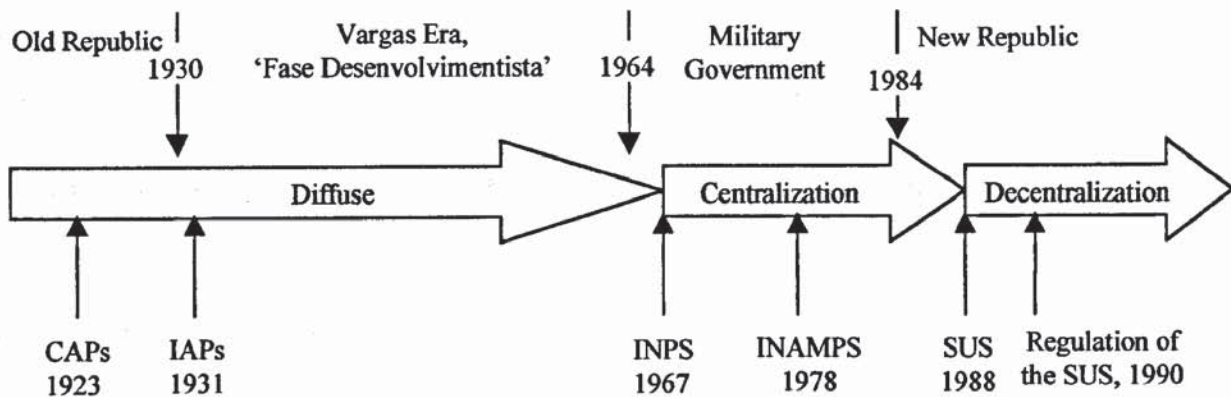 Old Republic
1930
Vargas Era,
'Fase Desenvolvimentista'
1964
Military
Government
1984
New Republic
Diffuse
Centralization
Decentralization
CAPs
1923
IAPs
1931
INPS
1967
INAMPS
1978
SUS
1988
Regulation of
the SUS, 1990